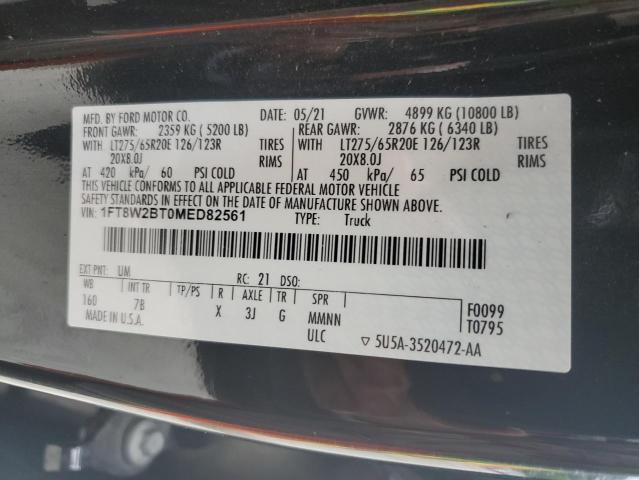 MFD. BY FORD MOTOR CO. DATE: 05/21 GVWR: 4899 KG (10800 LB)
FRONT GAWR: 2359 KG ( 5200 LB) REAR GAWR: 2876 KG ( 6340 LB)
WITH LT275/65R20E 126/123R TIRES WITH LT275/65R20E 126/123R TIRES
20X8.0J RIMS 20X8.0J RIMS
AT 420 kPa/ 60 PSI COLD AT 450 kPa/ 65 PSI COLD
THIS VEHICLE CONFORMS TO ALL APPLICABLE FEDERAL MOTOR VEHICLE
SAFETY STANDARDS IN EFFECT ON THE DATE OF MANUFACTURE SHOWN ABOVE.
VIN: 1FT8W2BT0MED82561 TYPE: Truck
EXT PNT: UM RC: 21 DSO:
WB INT TR TP/PS R AXLE TR SPR
160 7B X 3J G MMNN F0099
MADE IN U.S.A. ULC T0795
▽ 5U5A-3520472-AA